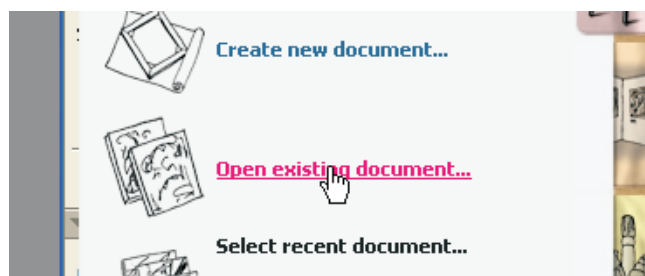 Create new document...
Open existing document...
Select recent document...